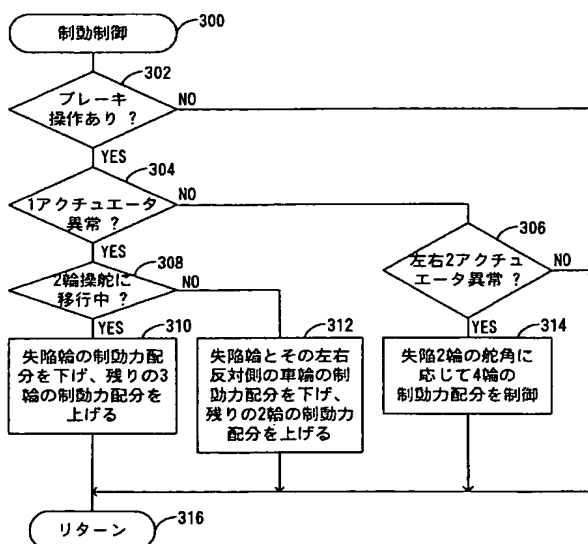 制動制御
300
302
ブレーキ
操作あり ?
NO
YES
304
1アクチュエータ
異常 ?
NO
YES
306
左右2アクチュ
エータ異常 ?
NO
YES
308
2輪操舵に
移行中 ?
NO
YES
310
失陥輪の制動力配
分を下げ、残りの3
輪の制動力配分を
上げる
312
失陥輪とその左右
反対側の車輪の制
動力配分を下げ、
残りの2輪の制動力
配分を上げる
314
失陥2輪の舵角に
応じて4輪の
制動力配分を制御
リターン
316